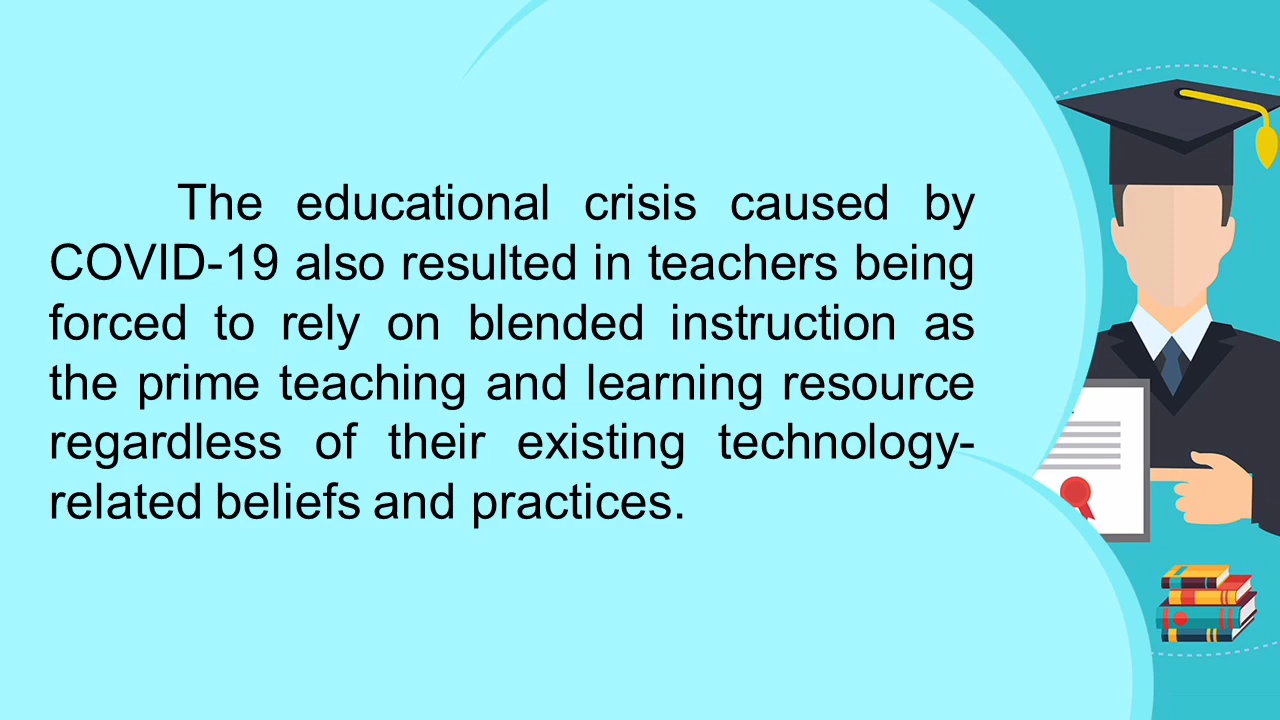 The educational crisis caused by
COVID-19 also resulted in teachers being
forced to rely on blended instruction as
the prime teaching and learning resource
regardless of their existing technology-
related beliefs and practices.